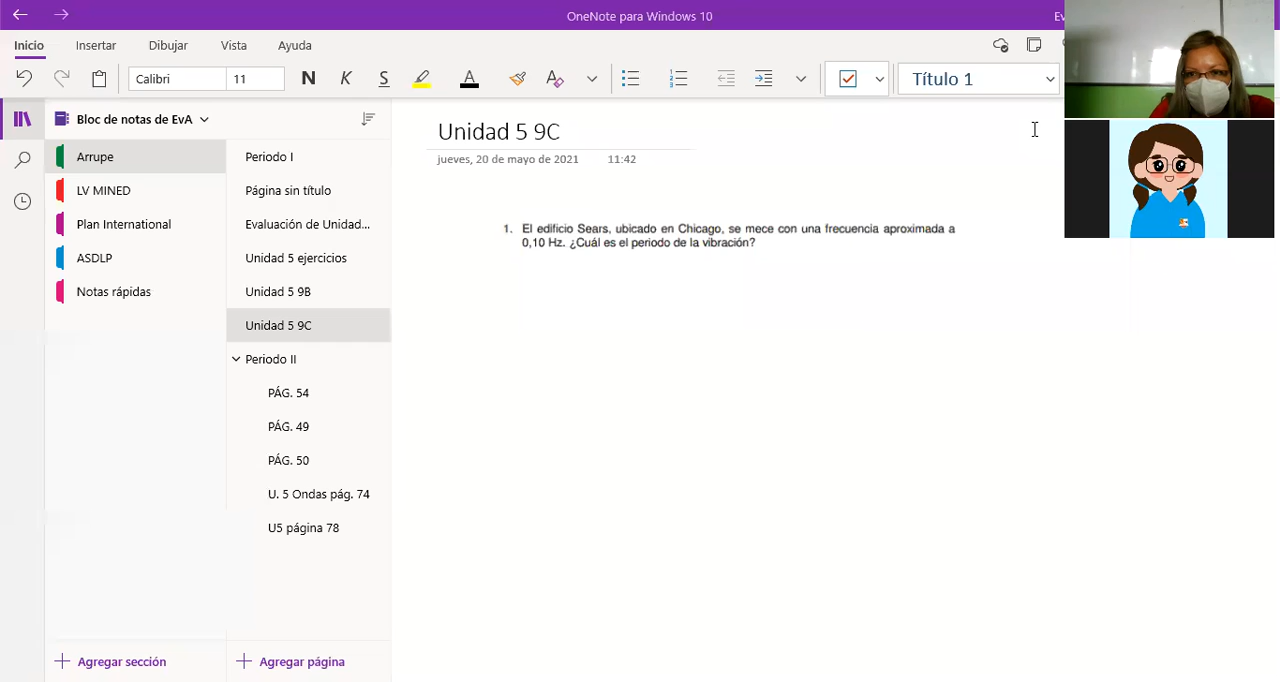 OneNote para Windows 10
Ev
Inicio
Insertar
Dibujar
Vista
Ayuda
Calibri
11
N
K
S
A
A
Título 1
Bloc de notas de EvA
Arrupe
LV MINED
Plan International
ASDLP
Notas rápidas
Agregar sección
Periodo I
Página sin título
Evaluación de Unidad...
Unidad 5 ejercicios
Unidad 5 9B
Unidad 5 9C
Periodo II
PÁG. 54
PÁG. 49
PÁG. 50
U. 5 Ondas pág. 74
U5 página 78
Agregar página
Unidad 5 9C
jueves, 20 de mayo de 2021 11:42
1. El edificio Sears, ubicado en Chicago, se mece con una frecuencia aproximada a
0,10 Hz. ¿Cuál es el periodo de la vibración?